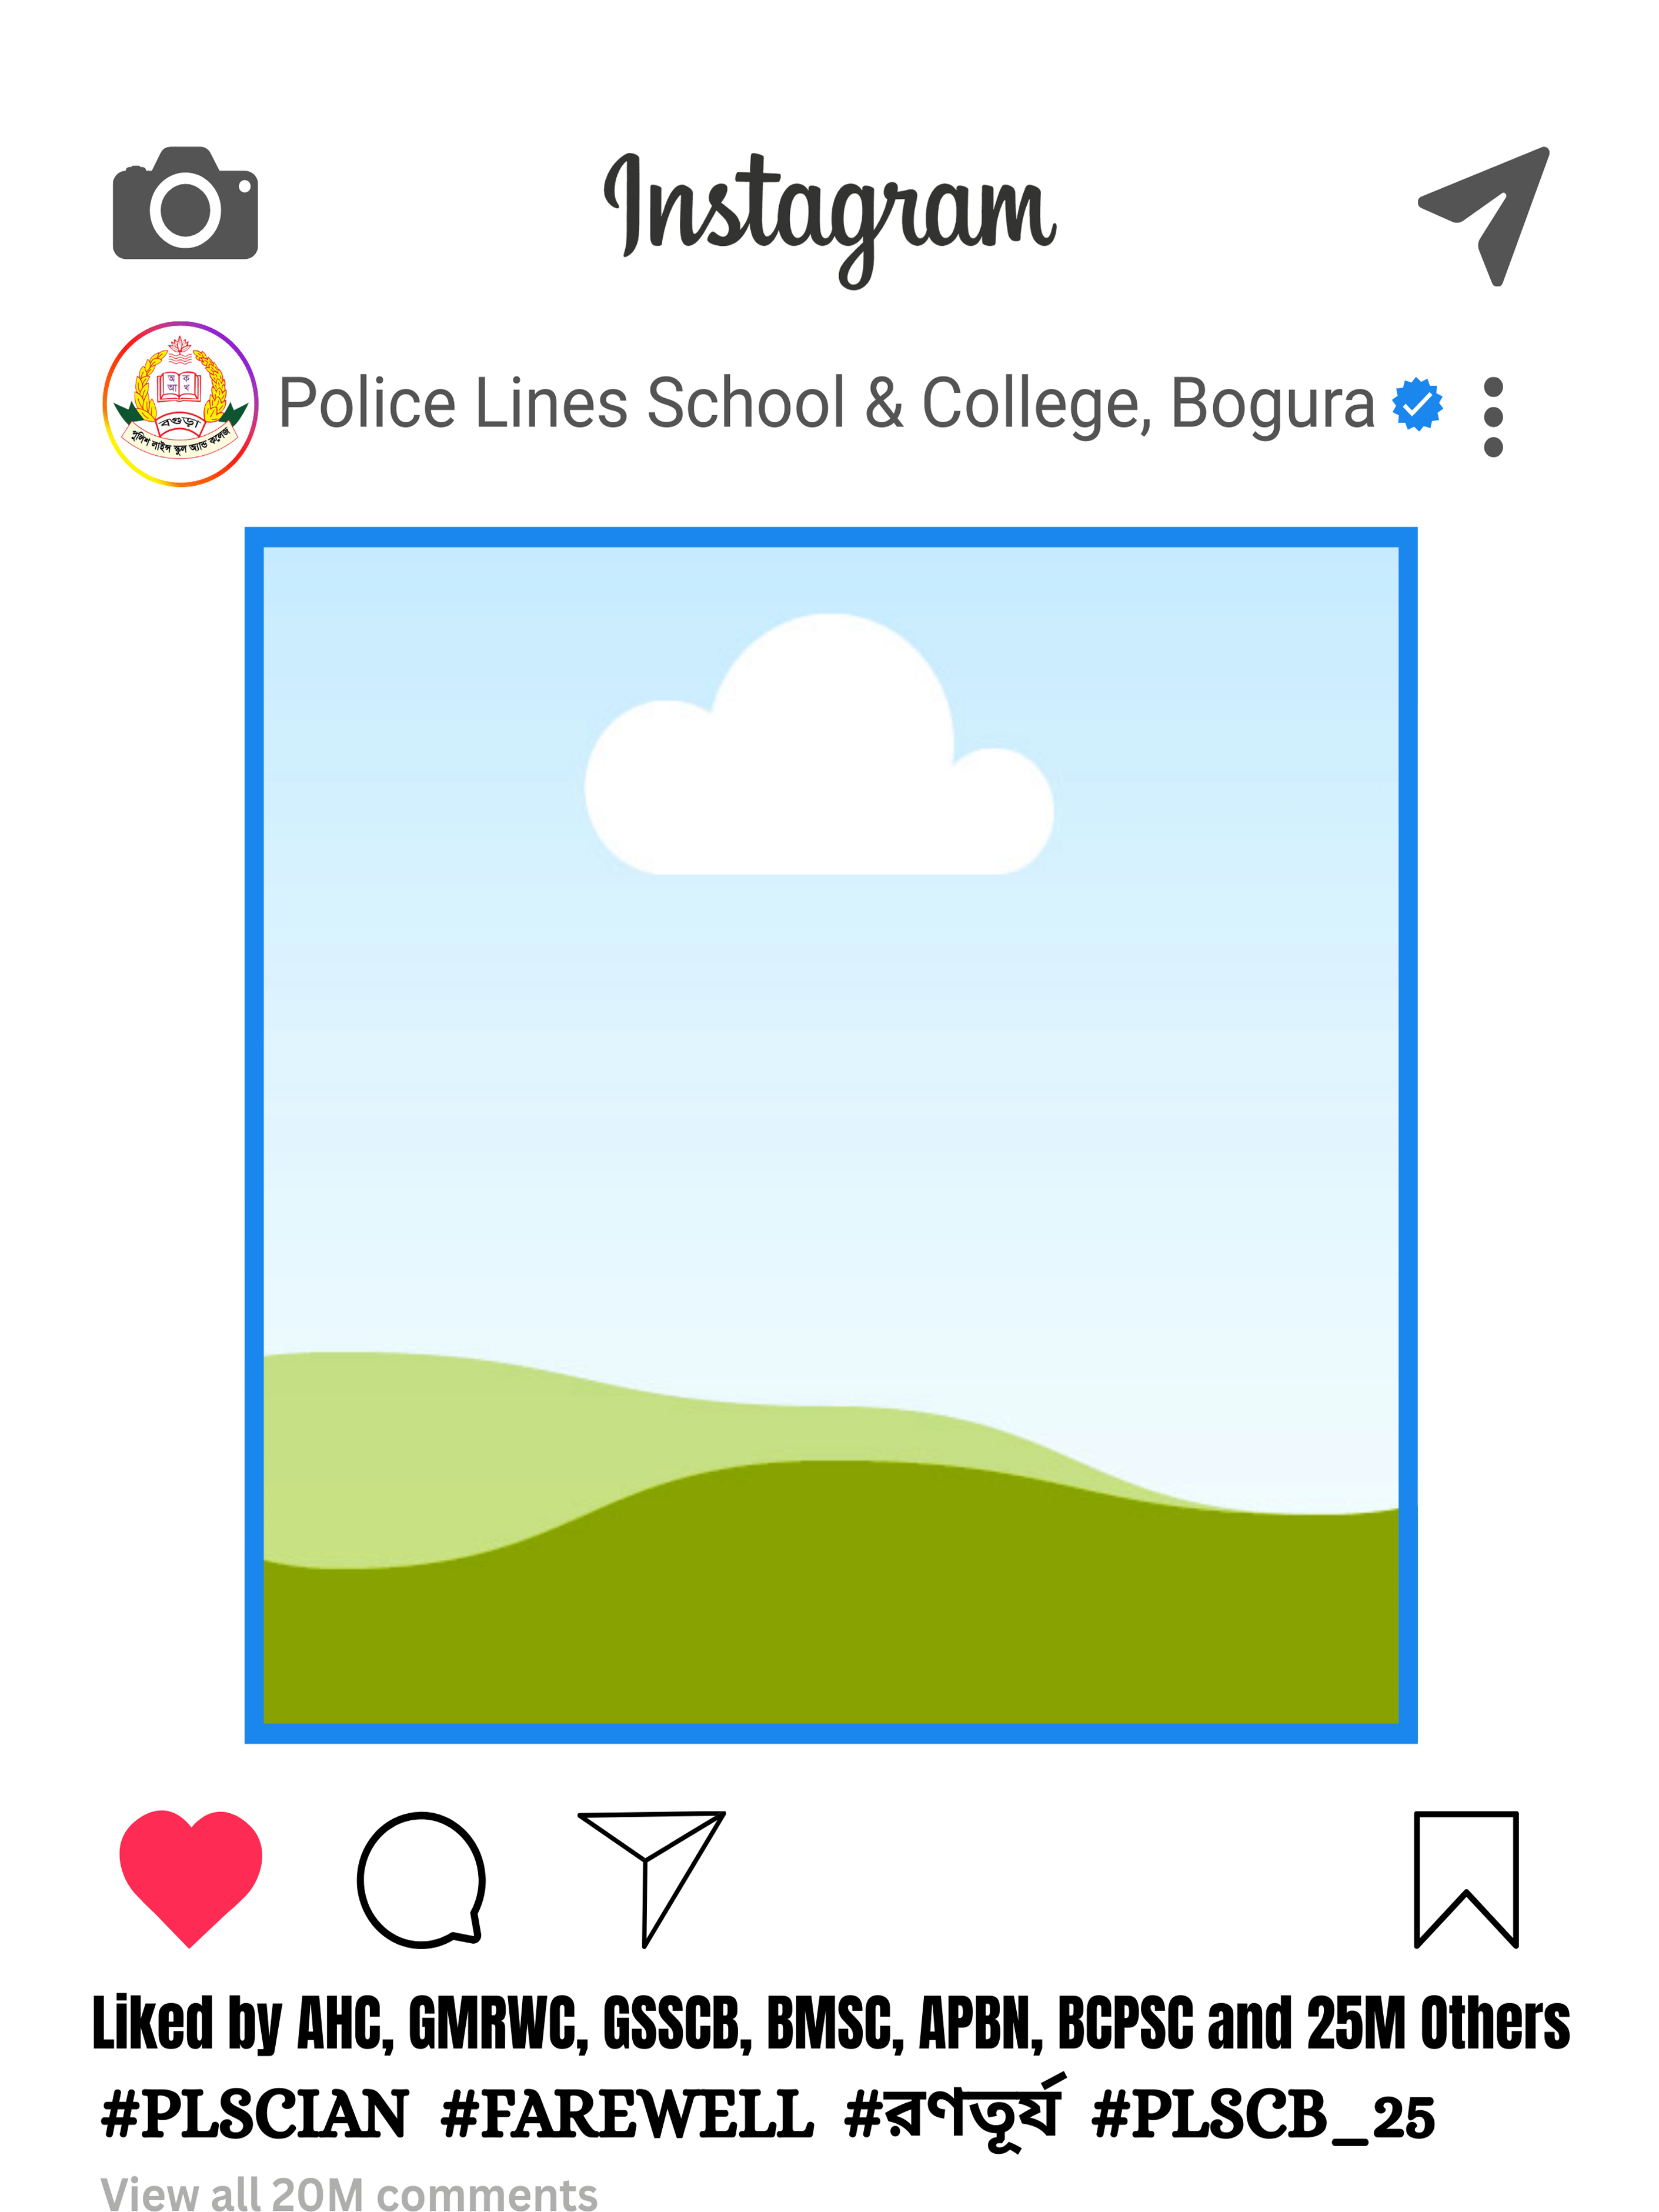 Instagram
অ ক
আ খ
বগুড়া
পুলিশ লাইন্স স্কুল অ্যান্ড কলেজ
Police Lines School & College, Bogura
Liked by AHC, GMRWC, GSSCB, BMSC, APBN, BCPSC and 25M Others
#PLSCIAN #FAREWELL #রণতূর্য #PLSCB_25
View all 20M comments